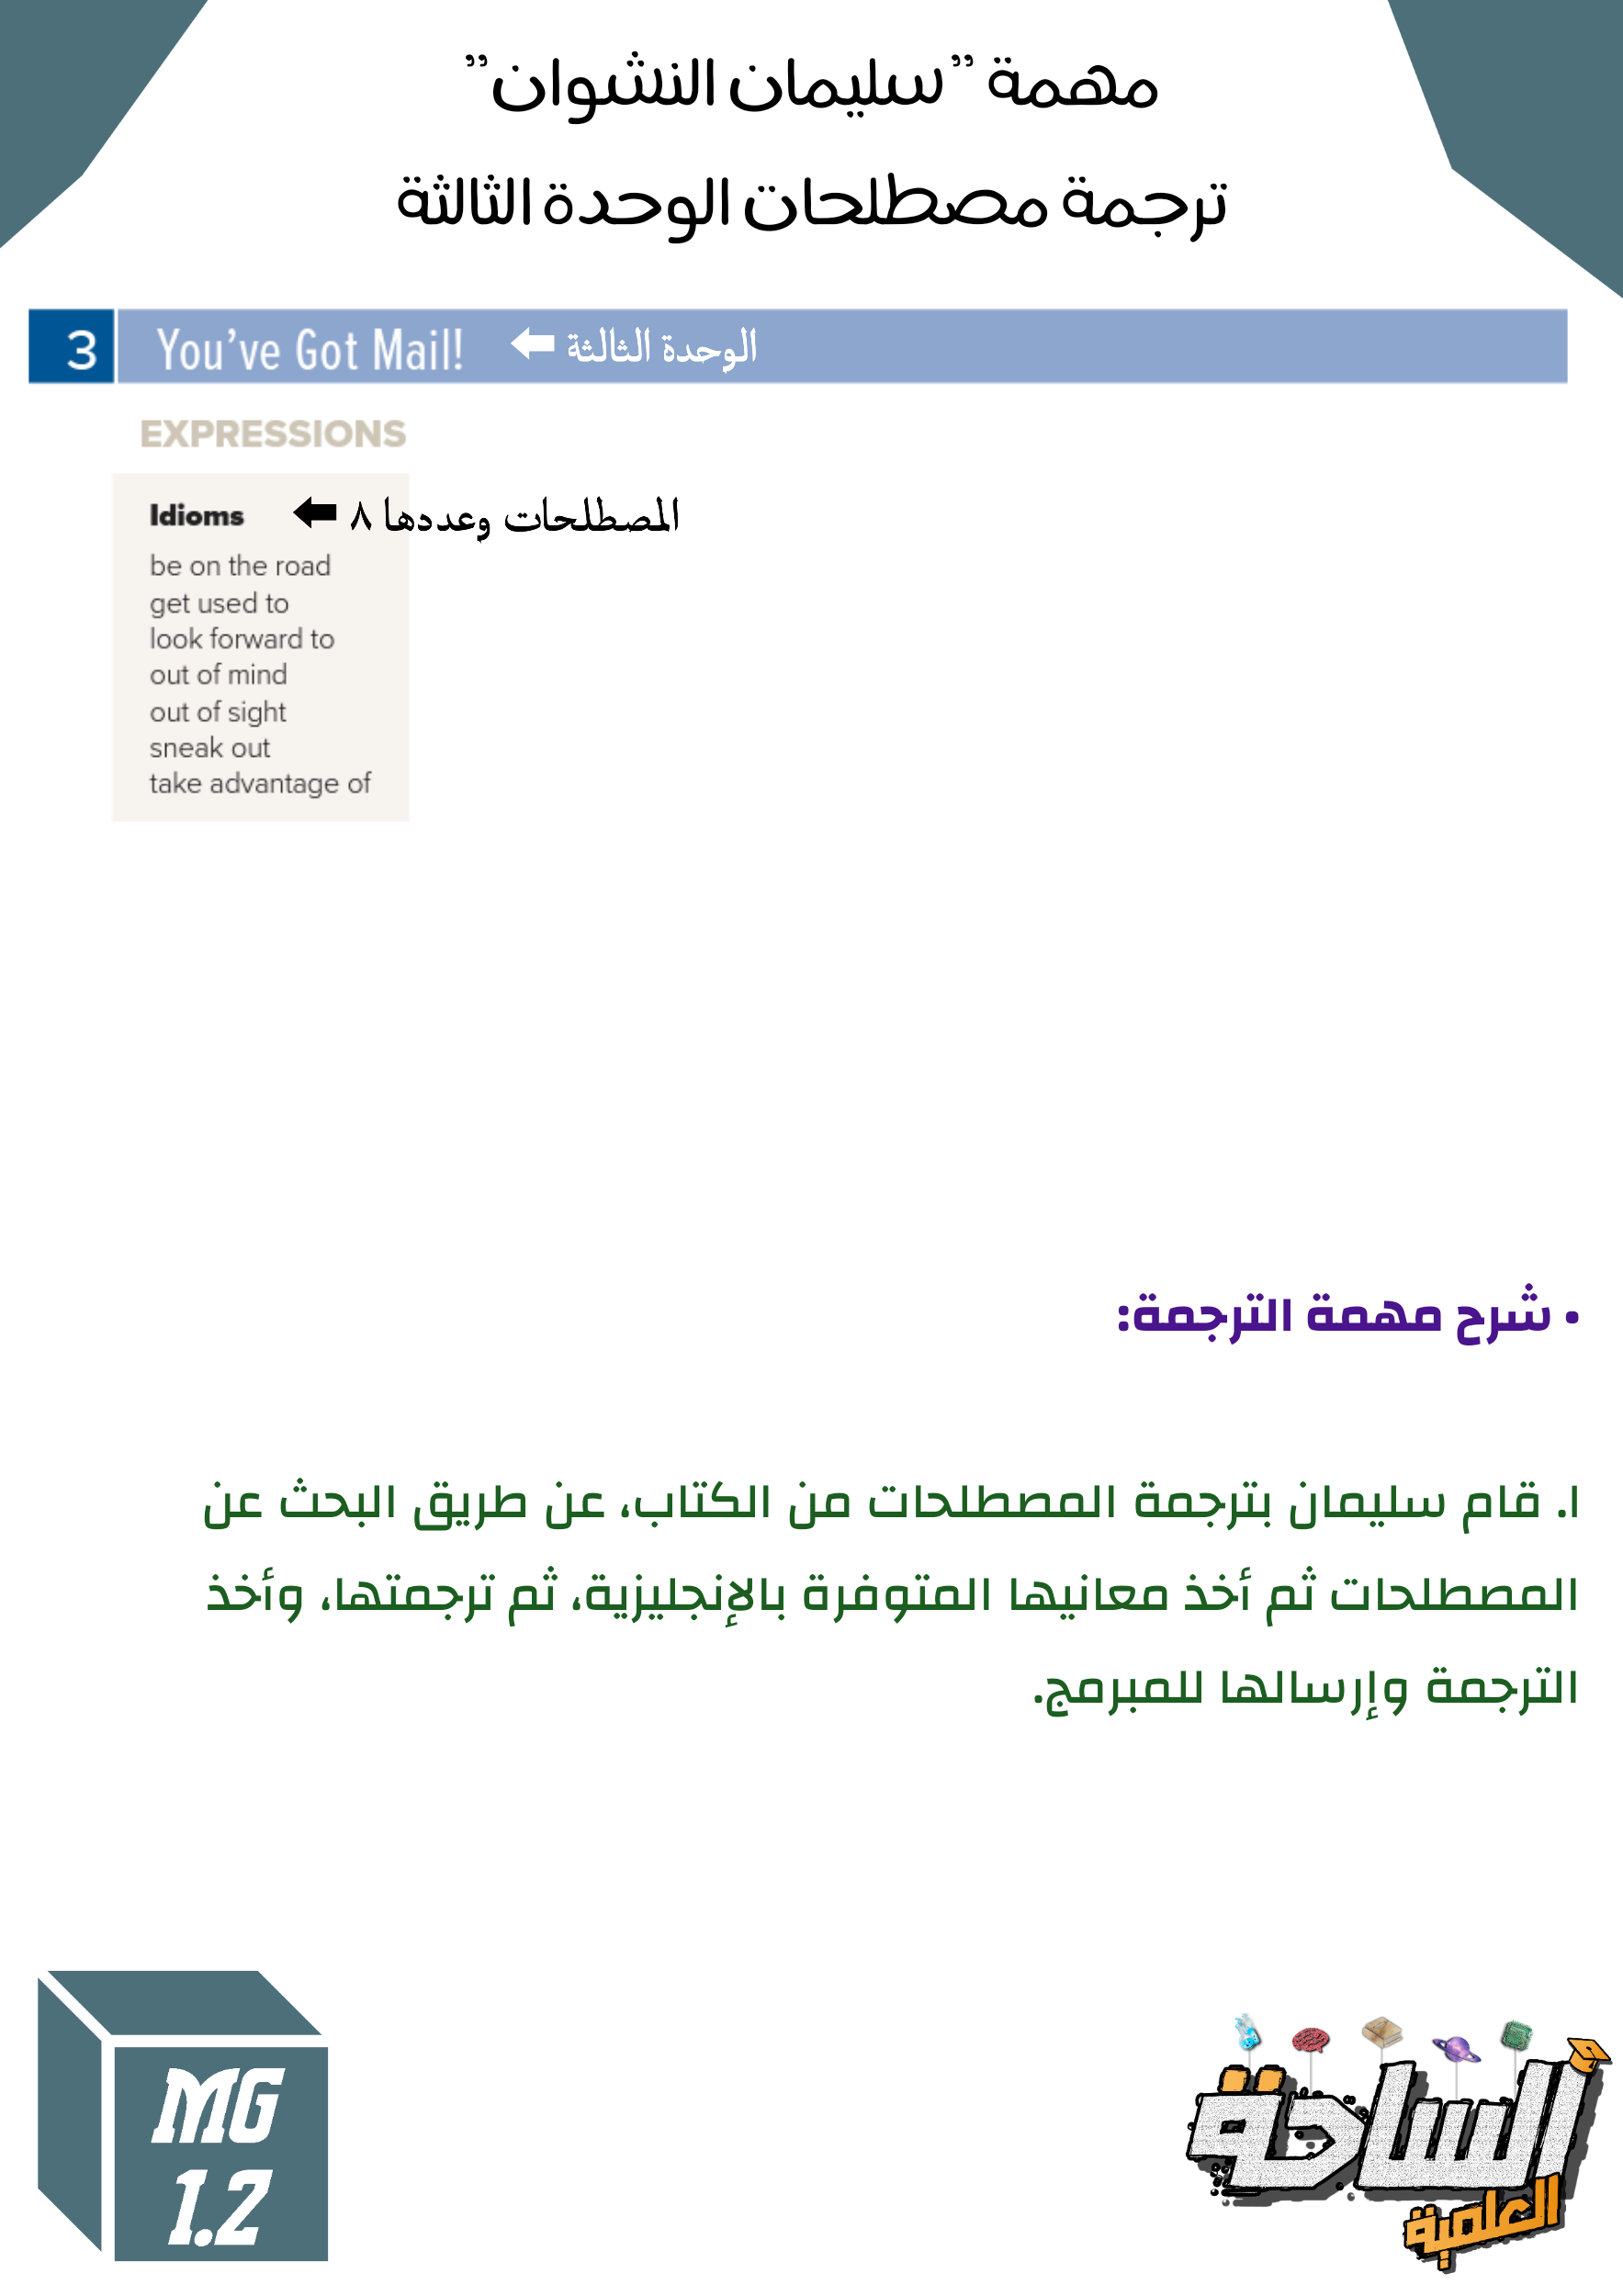 مهمة ”سليمان النشوان”
ترجمة مصطلحات الوحدة الثالثة
3 You’ve Got Mail! الوحدة الثالثة
EXPRESSIONS
Idioms المصطلحات وعددها ٨
be on the road
get used to
look forward to
out of mind
out of sight
sneak out
take advantage of
• شرح مهمة الترجمة:
١. قام سليمان بترجمة المصطلحات من الكتاب، عن طريق البحث عن
المصطلحات ثم أخذ معانيها المتوفرة بالإنجليزية، ثم ترجمتها، وأخذ
الترجمة وإرسالها للمبرمج.
MG
1.2
الساحة
العلمية